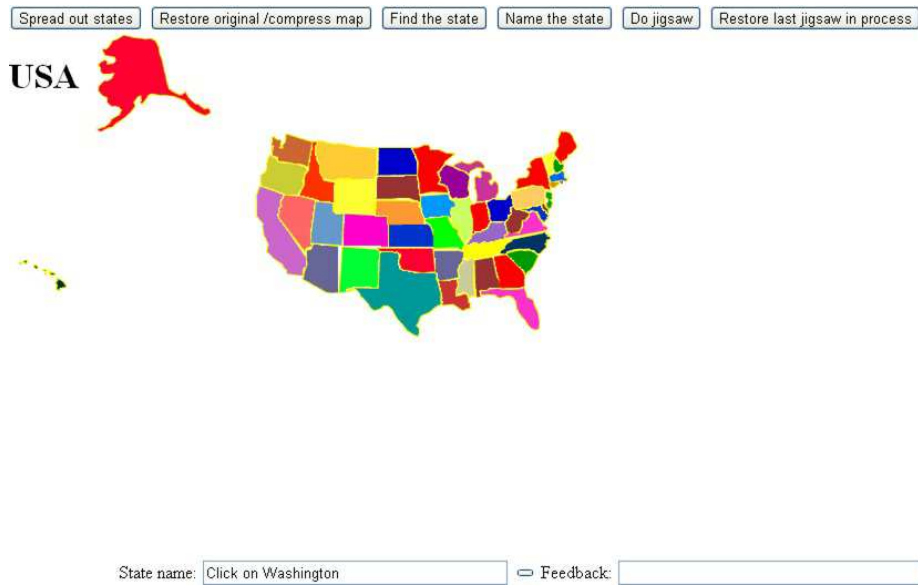 Spread out states Restore original /compress map Find the state Name the state Do jigsaw Restore last jigsaw in process
USA
State name: Click on Washington Feedback: